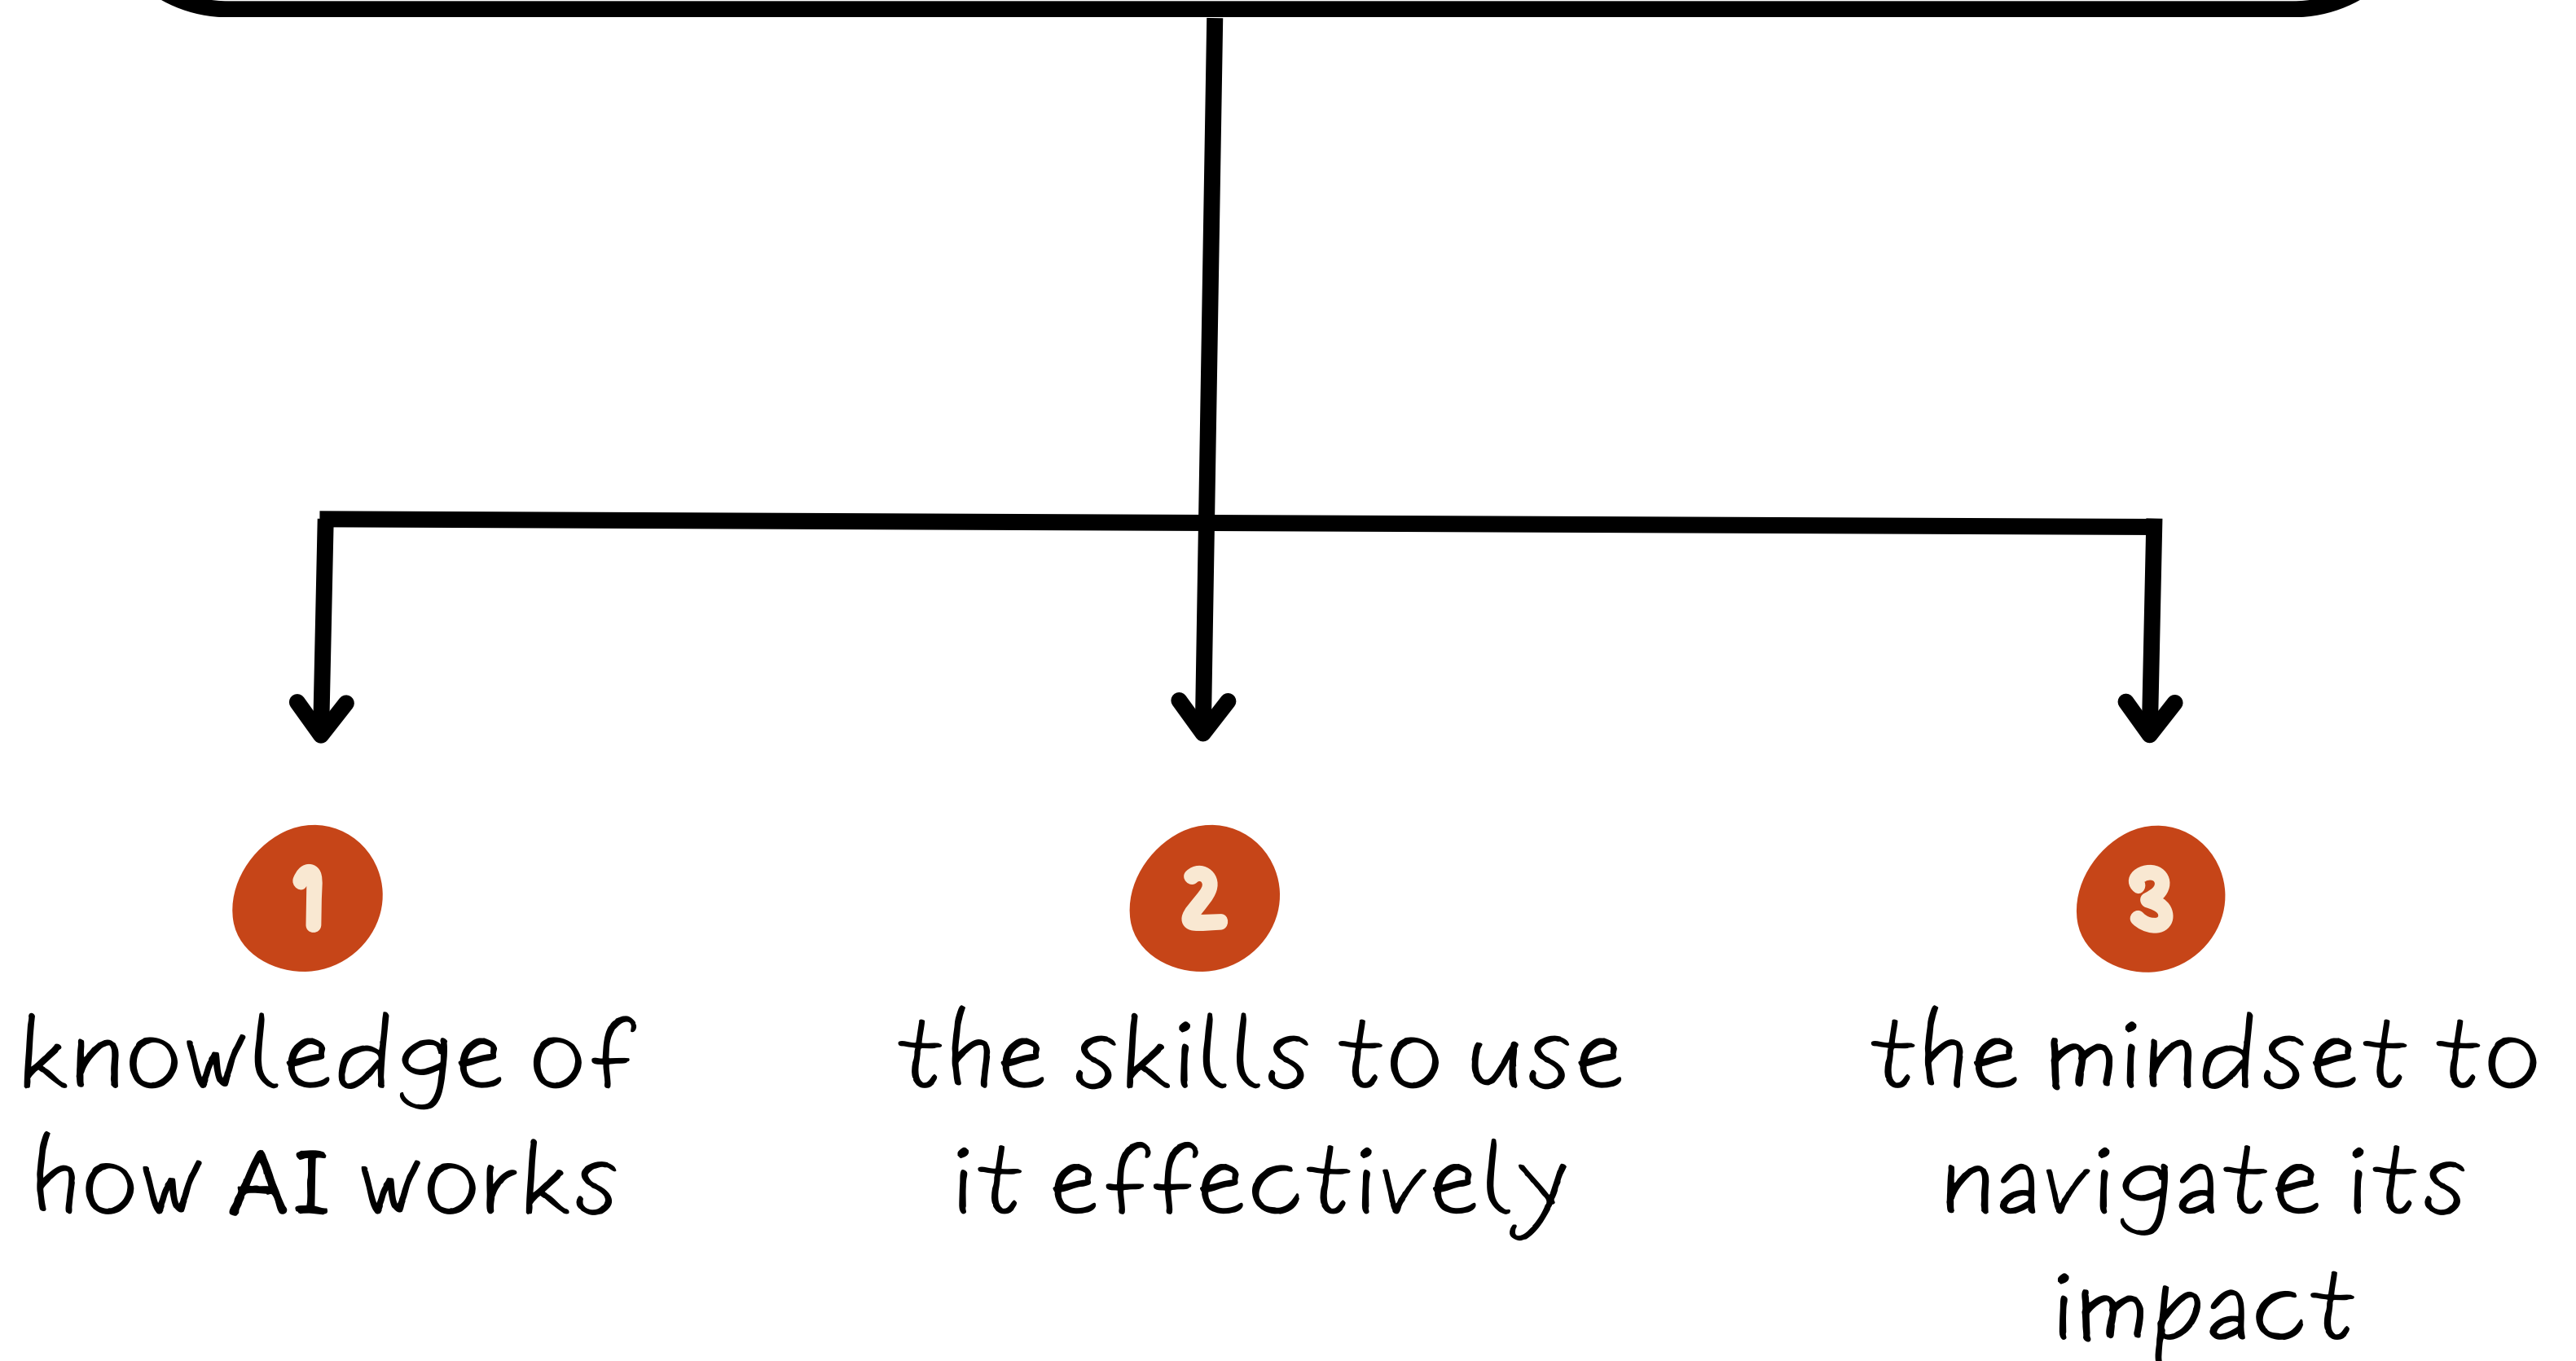 1
knowledge of
how AI works
2
the skills to use
it effectively
3
the mindset to
navigate its
impact